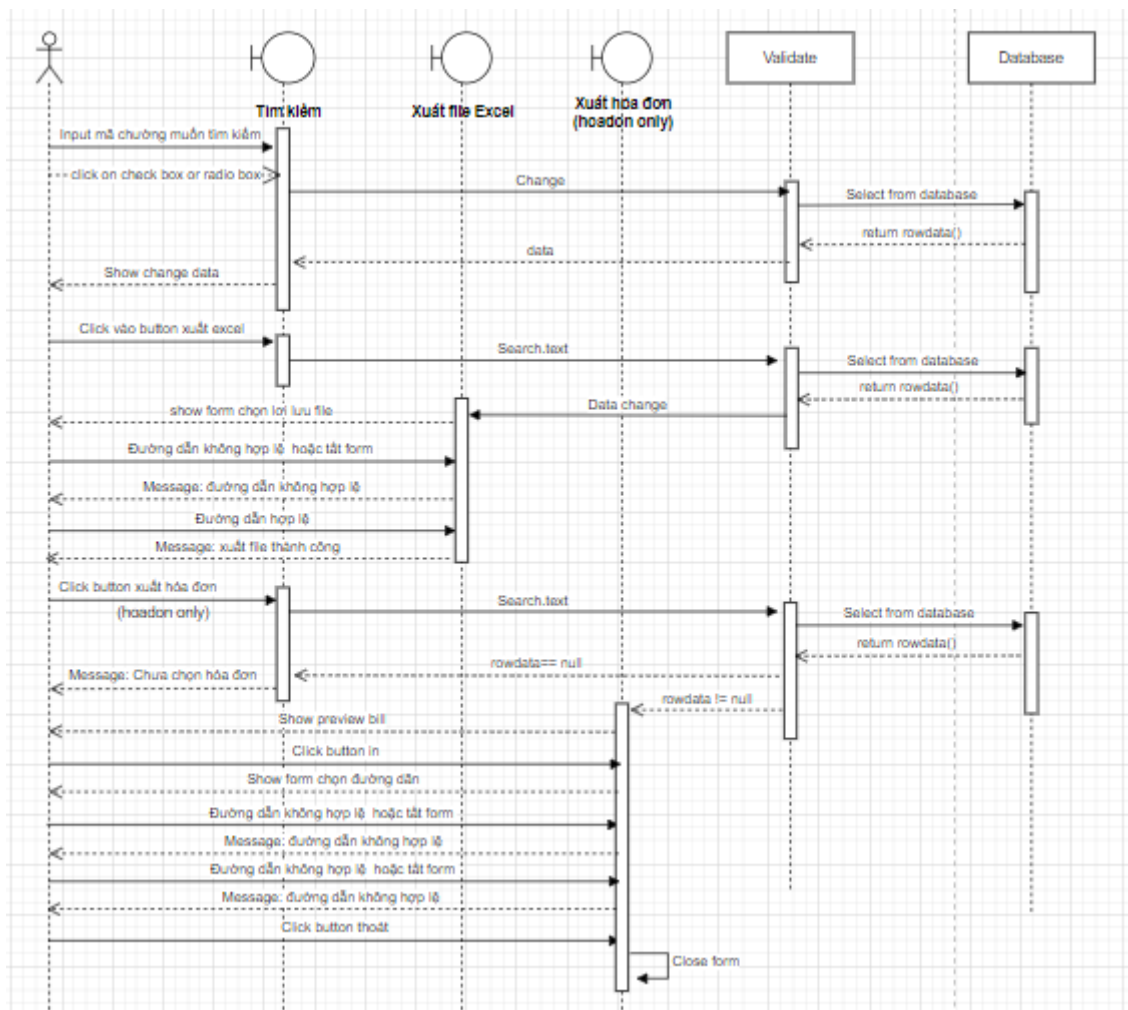 Validate
Database
Tìm kiếm
Xuất file Excel
Xuất hóa đơn
(hoadon only)
Input mã chường muốn tìm kiếm
click on check box or radio box
Change
Select from database
return rowdata()
data
Show change data
Click vào button xuất excel
Search.text
Select from database
return rowdata()
Data change
show form chọn lơi lưu file
Đường dẫn không hợp lệ hoặc tắt form
Message: đường dẫn không hợp lệ
Đường dẫn hợp lệ
Message: xuất file thành công
Click button xuất hóa đơn
(hoadon only)
Search.text
Select from database
return rowdata()
rowdata== null
Message: Chưa chọn hóa đơn
rowdata != null
Show preview bill
Click button in
Show form chọn đường dẫn
Đường dẫn không hợp lệ hoặc tắt form
Message: đường dẫn không hợp lệ
Đường dẫn không hợp lệ hoặc tắt form
Message: đường dẫn không hợp lệ
Click button thoát
Close form